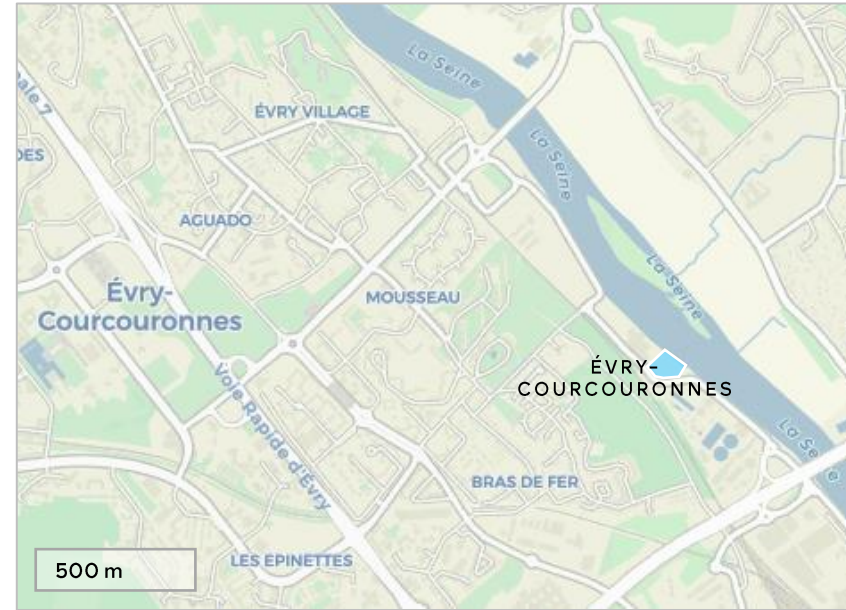 La Seine
ÉVRY VILLAGE
La Seine
DES
AGUADO
La Seine
Évry-
Courcouronnes
MOUSSEAU
ÉVRY-
COURCOURONNES
Voie Rapide d'Évry
La Se
BRAS DE FER
500 m
LES EPINETTES